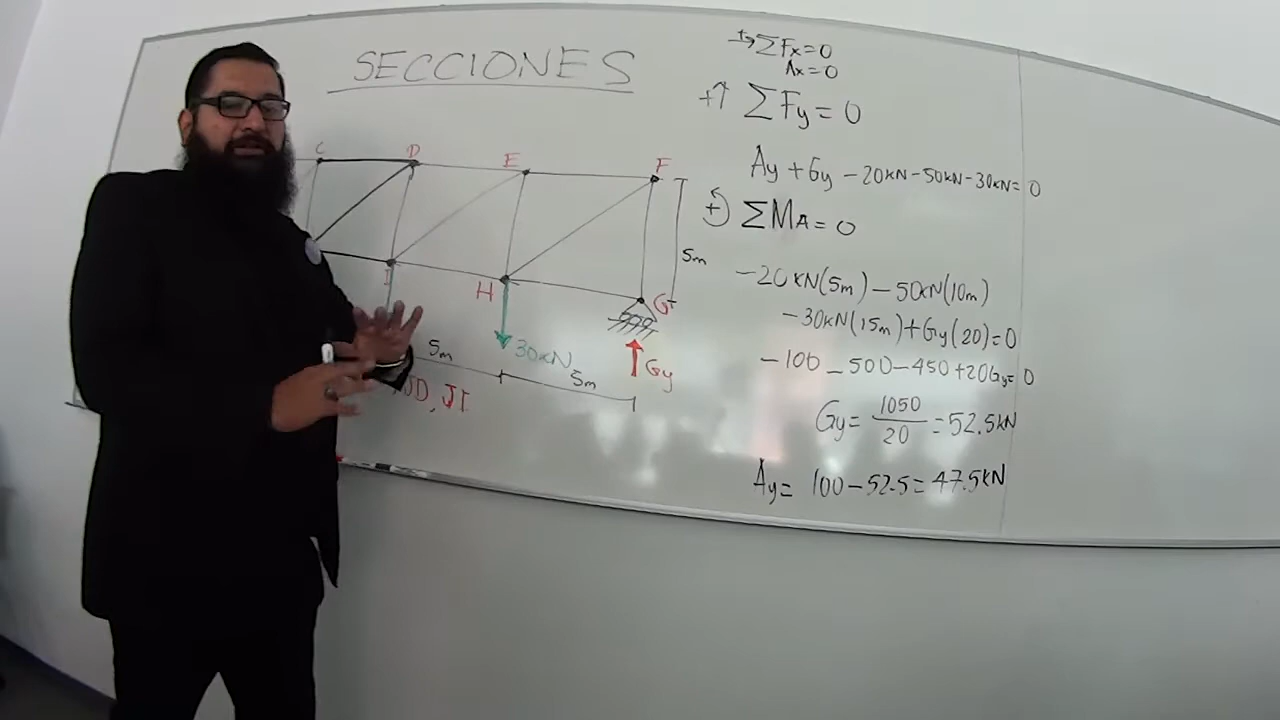 SECCIONES
C D E F
5m
I H G
30KN
Gy
5m 5m
JD, JI
+→ ΣFx=0
Ax=0
+↑ ΣFy=0
Ay + Gy - 20KN-50KN-30KN=0
+ ΣMA=0
-20KN(5m) - 50KN(10m)
-30KN(15m)+Gy(20)=0
-100-500-450+20Gy=0
Gy= 1050/20 =52.5KN
Ay= 100-52.5=47.5KN